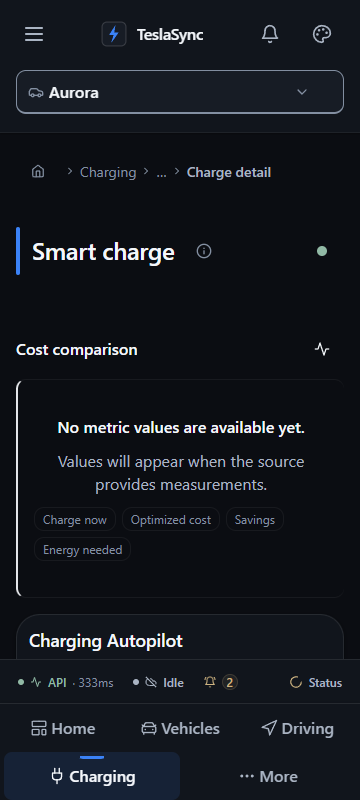 TeslaSync
Aurora
Charging ... Charge detail
Smart charge
Cost comparison
No metric values are available yet.
Values will appear when the source
provides measurements.
Charge now Optimized cost Savings
Energy needed
Charging Autopilot
API · 333ms Idle 2 Status
Home Vehicles Driving
Charging More